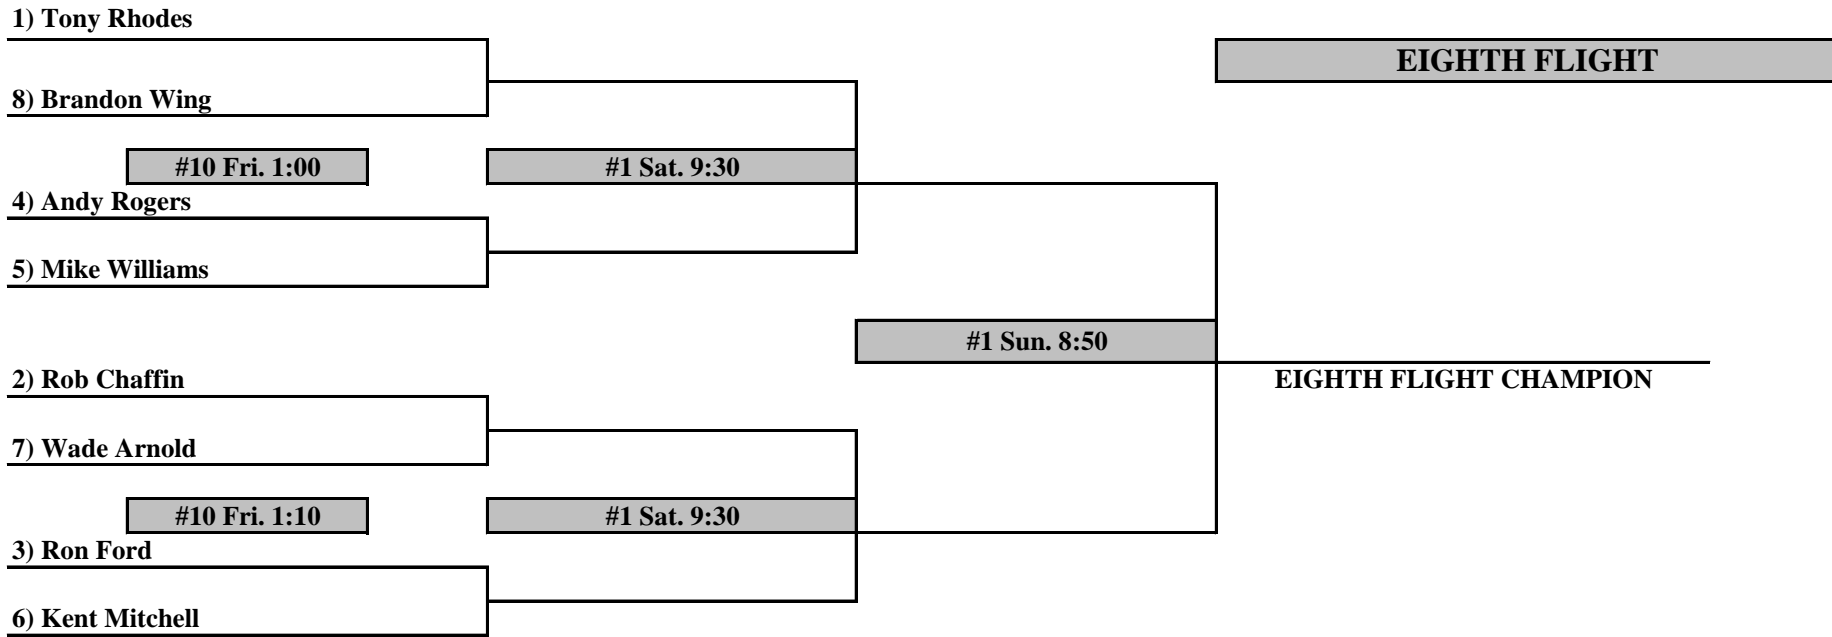 1) Tony Rhodes
EIGHTH FLIGHT
8) Brandon Wing
#10 Fri. 1:00
#1 Sat. 9:30
4) Andy Rogers
5) Mike Williams
#1 Sun. 8:50
2) Rob Chaffin
EIGHTH FLIGHT CHAMPION
7) Wade Arnold
#10 Fri. 1:10
#1 Sat. 9:30
3) Ron Ford
6) Kent Mitchell